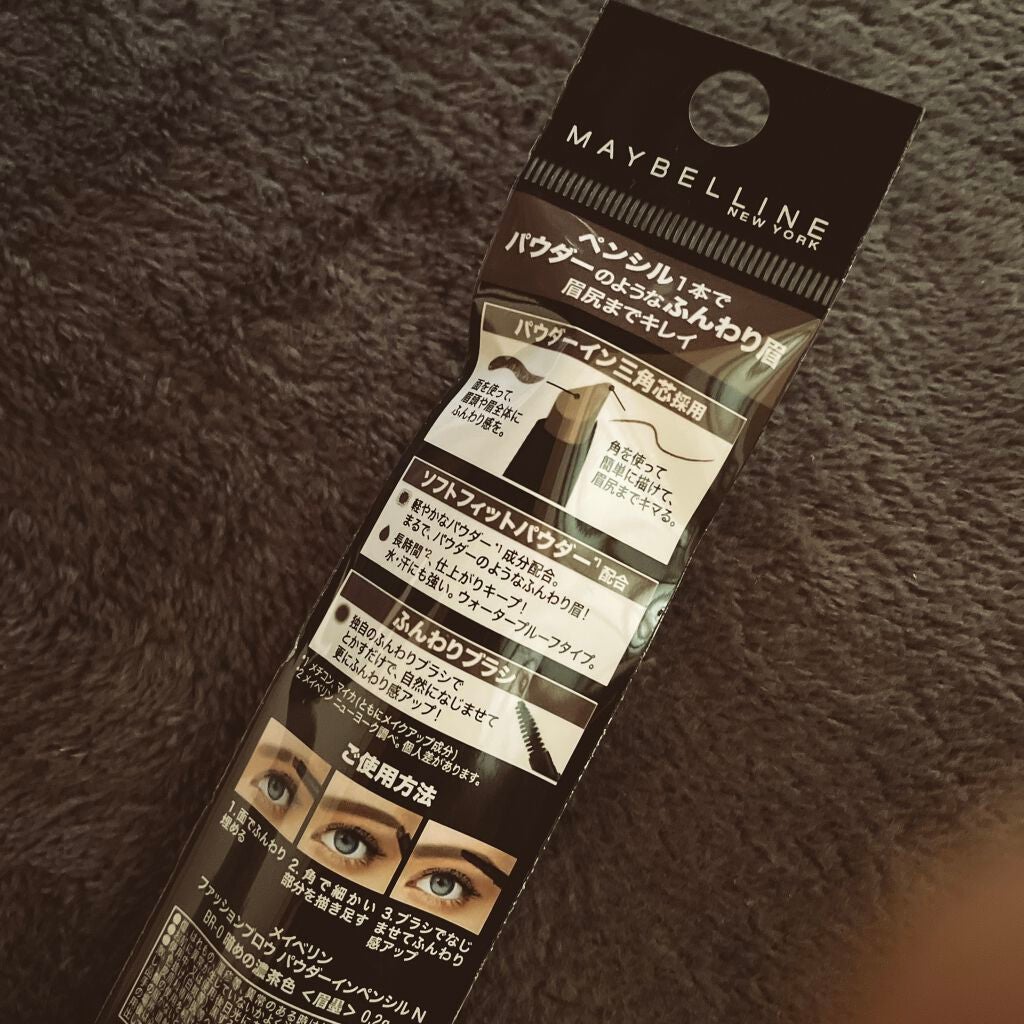 MAYBELLINE
NEW YORK
ペンシル1本で
パウダーのようなふんわり眉
眉尻までキレイ
パウダーイン三角芯採用
面を使って、
眉頭や眉全体に
ふんわり感を。
角を使って
簡単に描けて、
眉尻までキマる。
ソフトフィットパウダー*1配合
軽やかなパウダー*1成分配合。
まるで、パウダーのようなふんわり眉!
長時間*2、仕上がりキープ!
水・汗にも強い。ウォータープルーフタイプ。
ふんわりブラシ
独自のふんわりブラシで
とかすだけで、自然になじませて
更にふんわり感アップ!
*1 メチコン、マイカ(ともにメイクアップ成分)
*2 メイベリン ニューヨーク調べ。個人差があります。
ご使用方法
1. 面でふんわり
埋める
2. 角で細かい
部分を描き足す
3. ブラシでなじ
ませてふんわり
感アップ
メイベリン
ファッションブロウ パウダーインペンシル N
BR-0 暗めの濃茶色 <眉墨> 0.2g